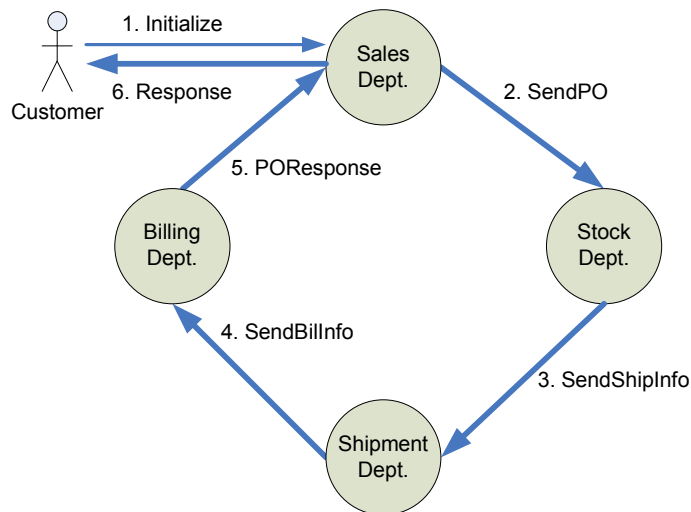 1. Initialize
Sales
Dept.
6. Response
Customer
2. SendPO
5. POResponse
Billing
Dept.
Stock
Dept.
4. SendBilInfo
3. SendShipInfo
Shipment
Dept.